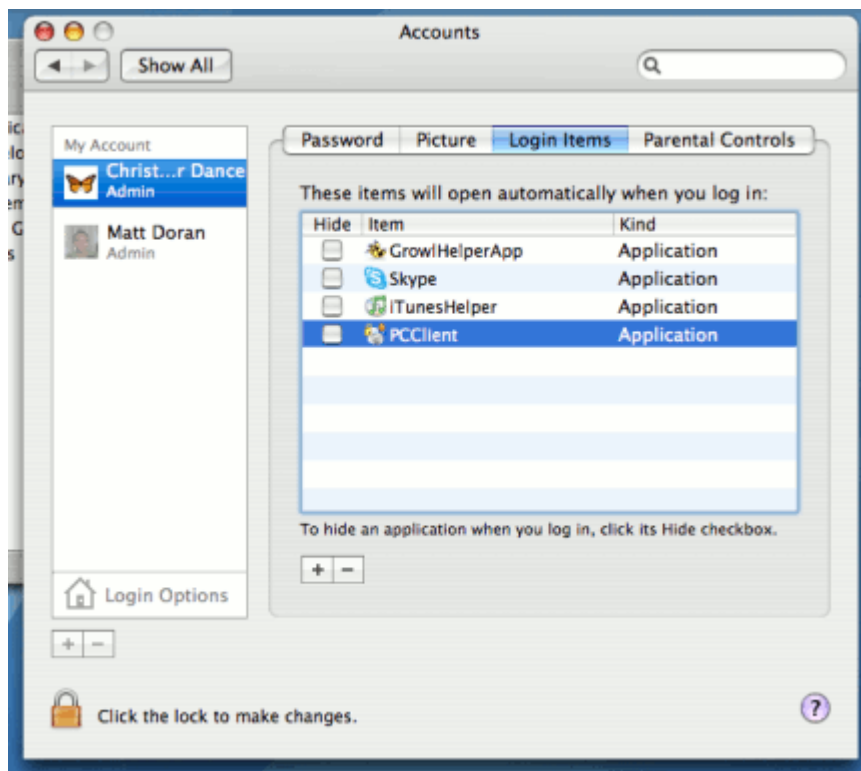 Accounts
Show All
My Account
Christ...r Dance
Admin
Matt Doran
Admin
Login Options
Password Picture Login Items Parental Controls
These items will open automatically when you log in:
Hide Item Kind
GrowlHelperApp Application
Skype Application
iTunesHelper Application
PCClient Application
To hide an application when you log in, click its Hide checkbox.
+ −
+ −
Click the lock to make changes.
?